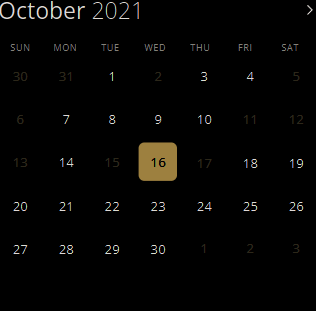 October 2021
SUN MON TUE WED THU FRI SAT
30 31 1 2 3 4 5
6 7 8 9 10 11 12
13 14 15 16 17 18 19
20 21 22 23 24 25 26
27 28 29 30 1 2 3